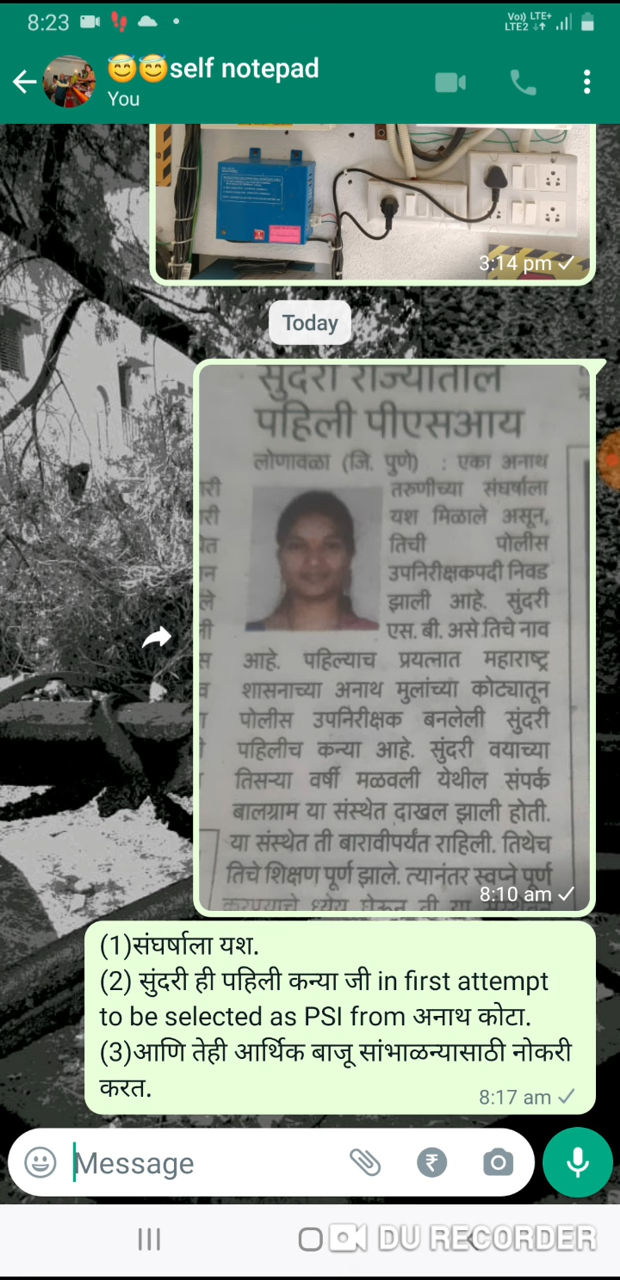 8:23
Vo) LTE+
LTE2
😇😇self notepad
You
3:14 pm
Today
सुंदरी राज्यातील
पहिली पीएसआय
लोणावळा (जि. पुणे) : एका अनाथ
तरुणीच्या संघर्षाला
यश मिळाले असून,
तिची पोलीस
उपनिरीक्षकपदी निवड
झाली आहे. सुंदरी
एस. बी. असे तिचे नाव
आहे. पहिल्याच प्रयत्नात महाराष्ट्र
शासनाच्या अनाथ मुलांच्या कोट्यातून
पोलीस उपनिरीक्षक बनलेली सुंदरी
पहिलीच कन्या आहे. सुंदरी वयाच्या
तिसऱ्या वर्षी मळवली येथील संपर्क
बालग्राम या संस्थेत दाखल झाली होती.
या संस्थेत ती बारावीपर्यंत राहिली. तिथेच
तिचे शिक्षण पूर्ण झाले. त्यानंतर स्वप्ने पूर्ण
8:10 am
(1)संघर्षाला यश.
(2) सुंदरी ही पहिली कन्या जी in first attempt
to be selected as PSI from अनाथ कोटा.
(3)आणि तेही आर्थिक बाजू सांभाळन्यासाठी नोकरी
करत.
8:17 am
Message
DU RECORDER